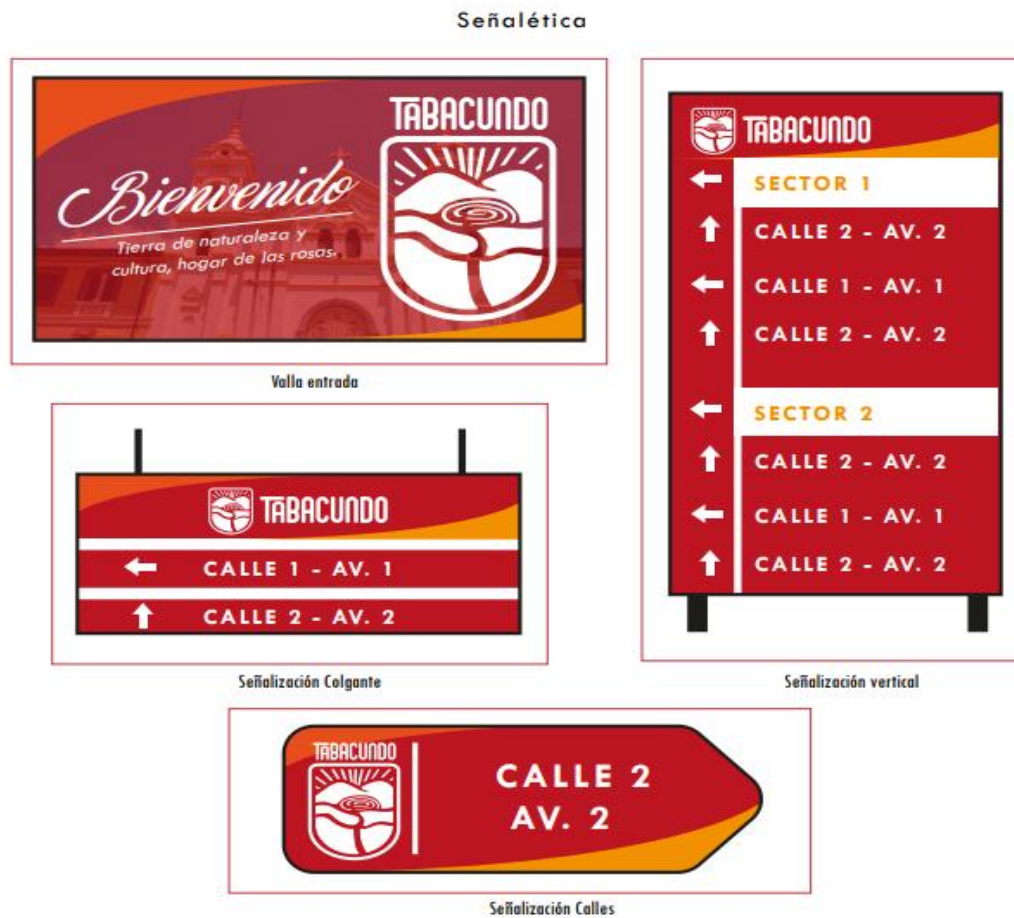 Señalética
TABACUNDO
Bienvenido
Tierra de naturaleza y
cultura, hogar de las rosas.
Valla entrada
TABACUNDO
CALLE 1 - AV. 1
CALLE 2 - AV. 2
Señalización Colgante
TABACUNDO
SECTOR 1
CALLE 2 - AV. 2
CALLE 1 - AV. 1
CALLE 2 - AV. 2
SECTOR 2
CALLE 2 - AV. 2
CALLE 1 - AV. 1
CALLE 2 - AV. 2
Señalización vertical
TABACUNDO
CALLE 2
AV. 2
Señalización Calles